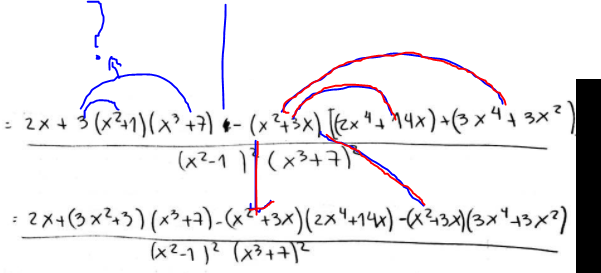 ?
= 2x + 3(x²+1)(x³+7) - (x²+3x)[(2x⁴+14x)+(3x⁴+3x²)]
(x²-1)² (x³+7)²
= 2x+(3x²+3)(x³+7)-(x²+3x)(2x⁴+14x)-(x²+3x)(3x⁴+3x²)
(x²-1)² (x³+7)²